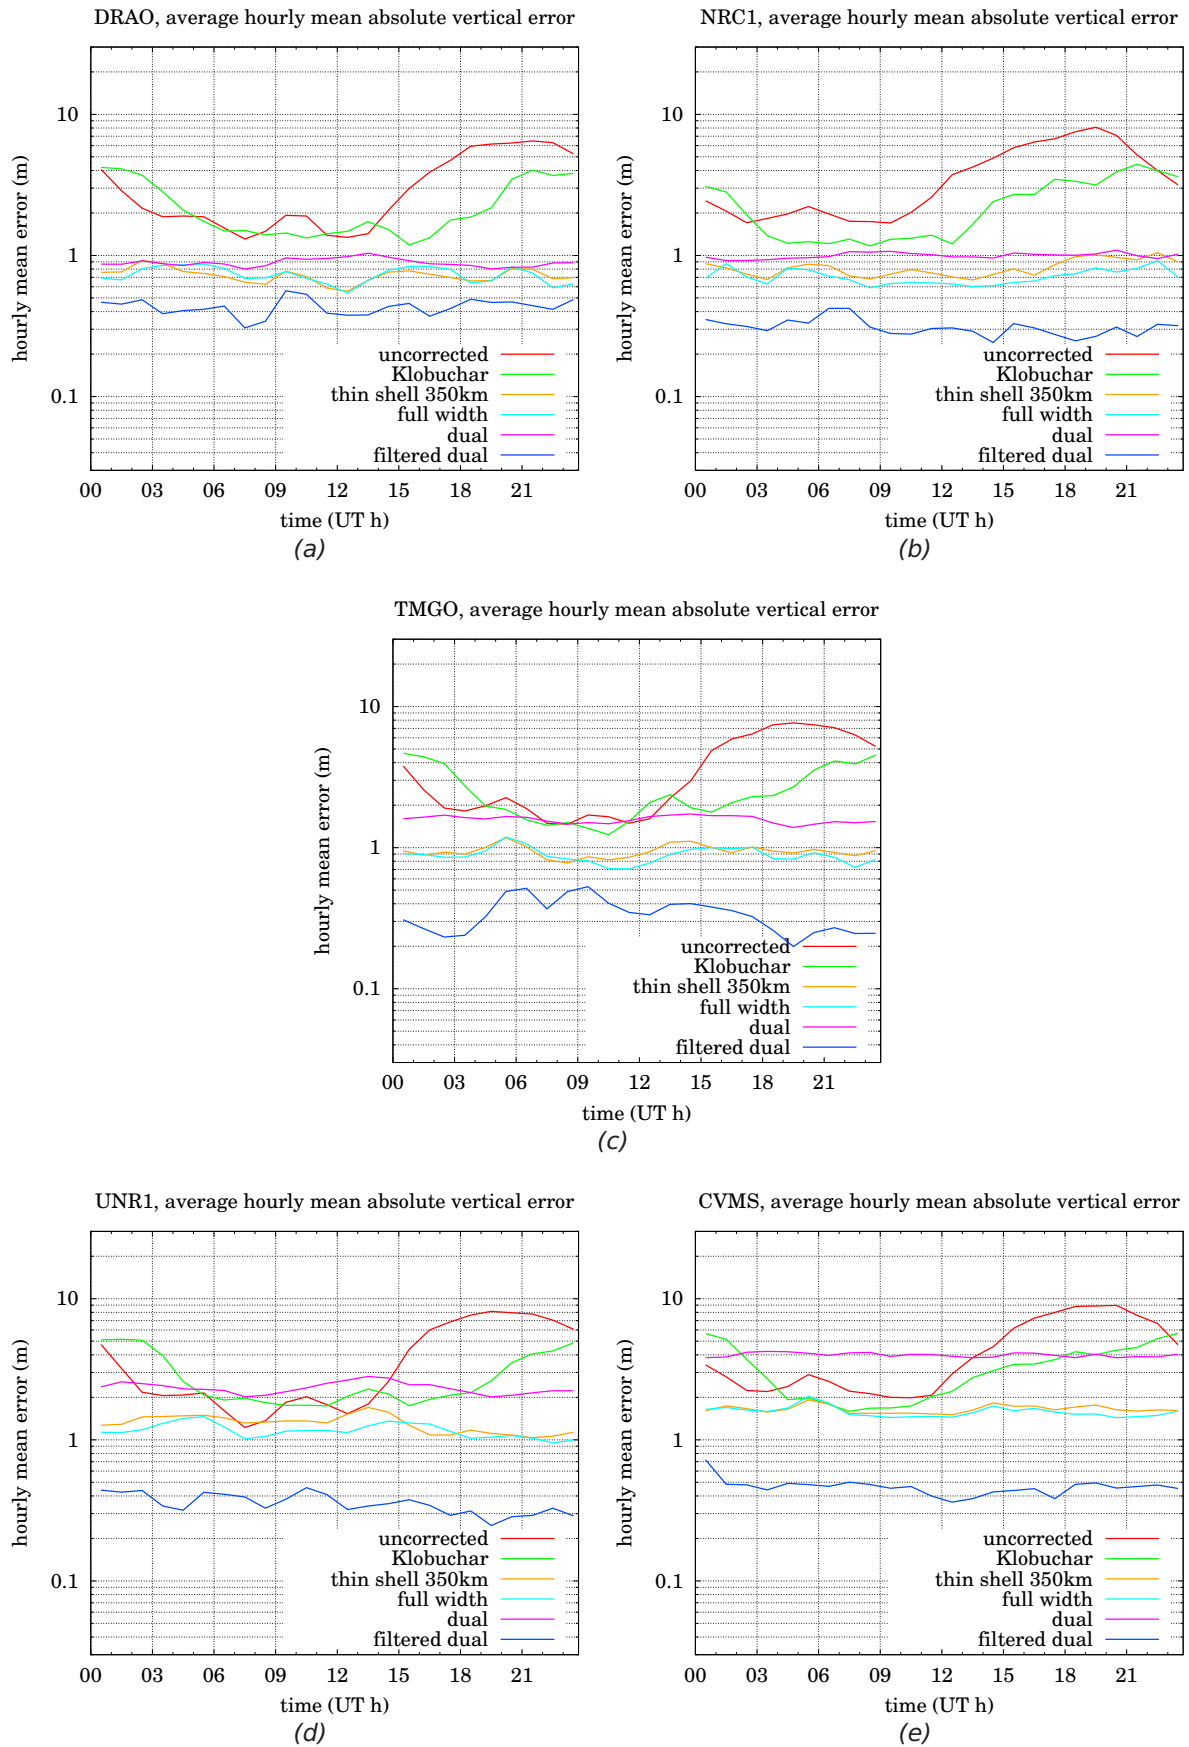 DRAO, average hourly mean absolute vertical error
hourly mean error (m)
10
1
0.1
uncorrected
Klobuchar
thin shell 350km
full width
dual
filtered dual
00 03 06 09 12 15 18 21
time (UT h)
(a)
NRC1, average hourly mean absolute vertical error
hourly mean error (m)
10
1
0.1
uncorrected
Klobuchar
thin shell 350km
full width
dual
filtered dual
00 03 06 09 12 15 18 21
time (UT h)
(b)
TMGO, average hourly mean absolute vertical error
hourly mean error (m)
10
1
0.1
uncorrected
Klobuchar
thin shell 350km
full width
dual
filtered dual
00 03 06 09 12 15 18 21
time (UT h)
(c)
UNR1, average hourly mean absolute vertical error
hourly mean error (m)
10
1
0.1
uncorrected
Klobuchar
thin shell 350km
full width
dual
filtered dual
00 03 06 09 12 15 18 21
time (UT h)
(d)
CVMS, average hourly mean absolute vertical error
hourly mean error (m)
10
1
0.1
uncorrected
Klobuchar
thin shell 350km
full width
dual
filtered dual
00 03 06 09 12 15 18 21
time (UT h)
(e)